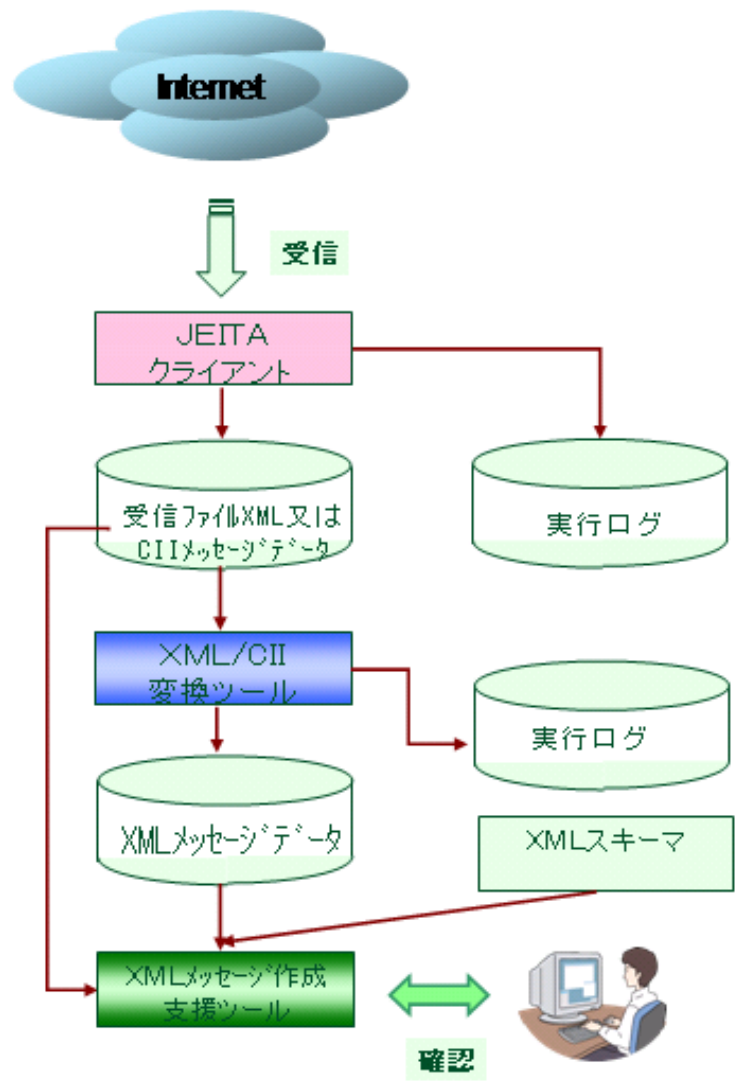 Internet
受信
JEITA
クライアント
受信ファイルXML又は
CIIメッセージデータ
実行ログ
XML/CII
変換ツール
実行ログ
XMLメッセージデータ
XMLスキーマ
XMLメッセージ作成
支援ツール
確認